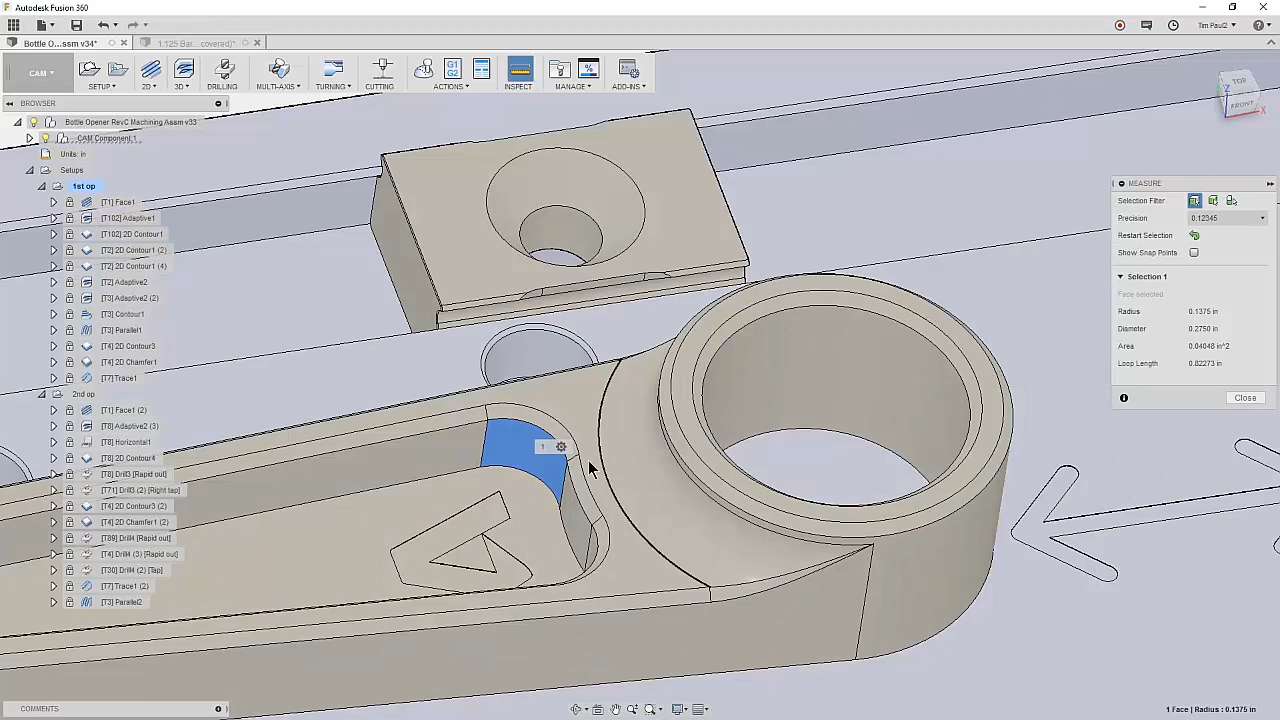 Autodesk Fusion 360
Tim Paul2
Bottle O...ssm v34*
1.125 Bar... covered)*
CAM
SETUP
2D
3D
DRILLING
MULTI-AXIS
TURNING
CUTTING
G1
G2
ACTIONS
INSPECT
MANAGE
ADD-INS
BROWSER
Bottle Opener RevC Machining Assm v33
CAM Component:1
Units: in
Setups
1st op
[T1] Face1
[T102] Adaptive1
[T102] 2D Contour1
[T2] 2D Contour1 (2)
[T2] 2D Contour1 (4)
[T2] Adaptive2
[T3] Adaptive2 (2)
[T3] Contour1
[T3] Parallel1
[T4] 2D Contour3
[T4] 2D Chamfer1
[T7] Trace1
2nd op
[T1] Face1 (2)
[T8] Adaptive2 (3)
[T8] Horizontal1
[T8] 2D Contour4
[T8] Drill3 [Rapid out]
[T71] Drill3 (2) [Right tap]
[T4] 2D Contour3 (2)
[T4] 2D Chamfer1 (2)
[T89] Drill4 [Rapid out]
[T4] Drill4 (3) [Rapid out]
[T30] Drill4 (2) [Tap]
[T7] Trace1 (2)
[T3] Parallel2
COMMENTS
1
TOP
FRONT
Z
X
MEASURE
Selection Filter
Precision 0.12345
Restart Selection
Show Snap Points
Selection 1
Face selected
Radius 0.1375 in
Diameter 0.2750 in
Area 0.04048 in^2
Loop Length 0.82273 in
Close
1 Face | Radius : 0.1375 in